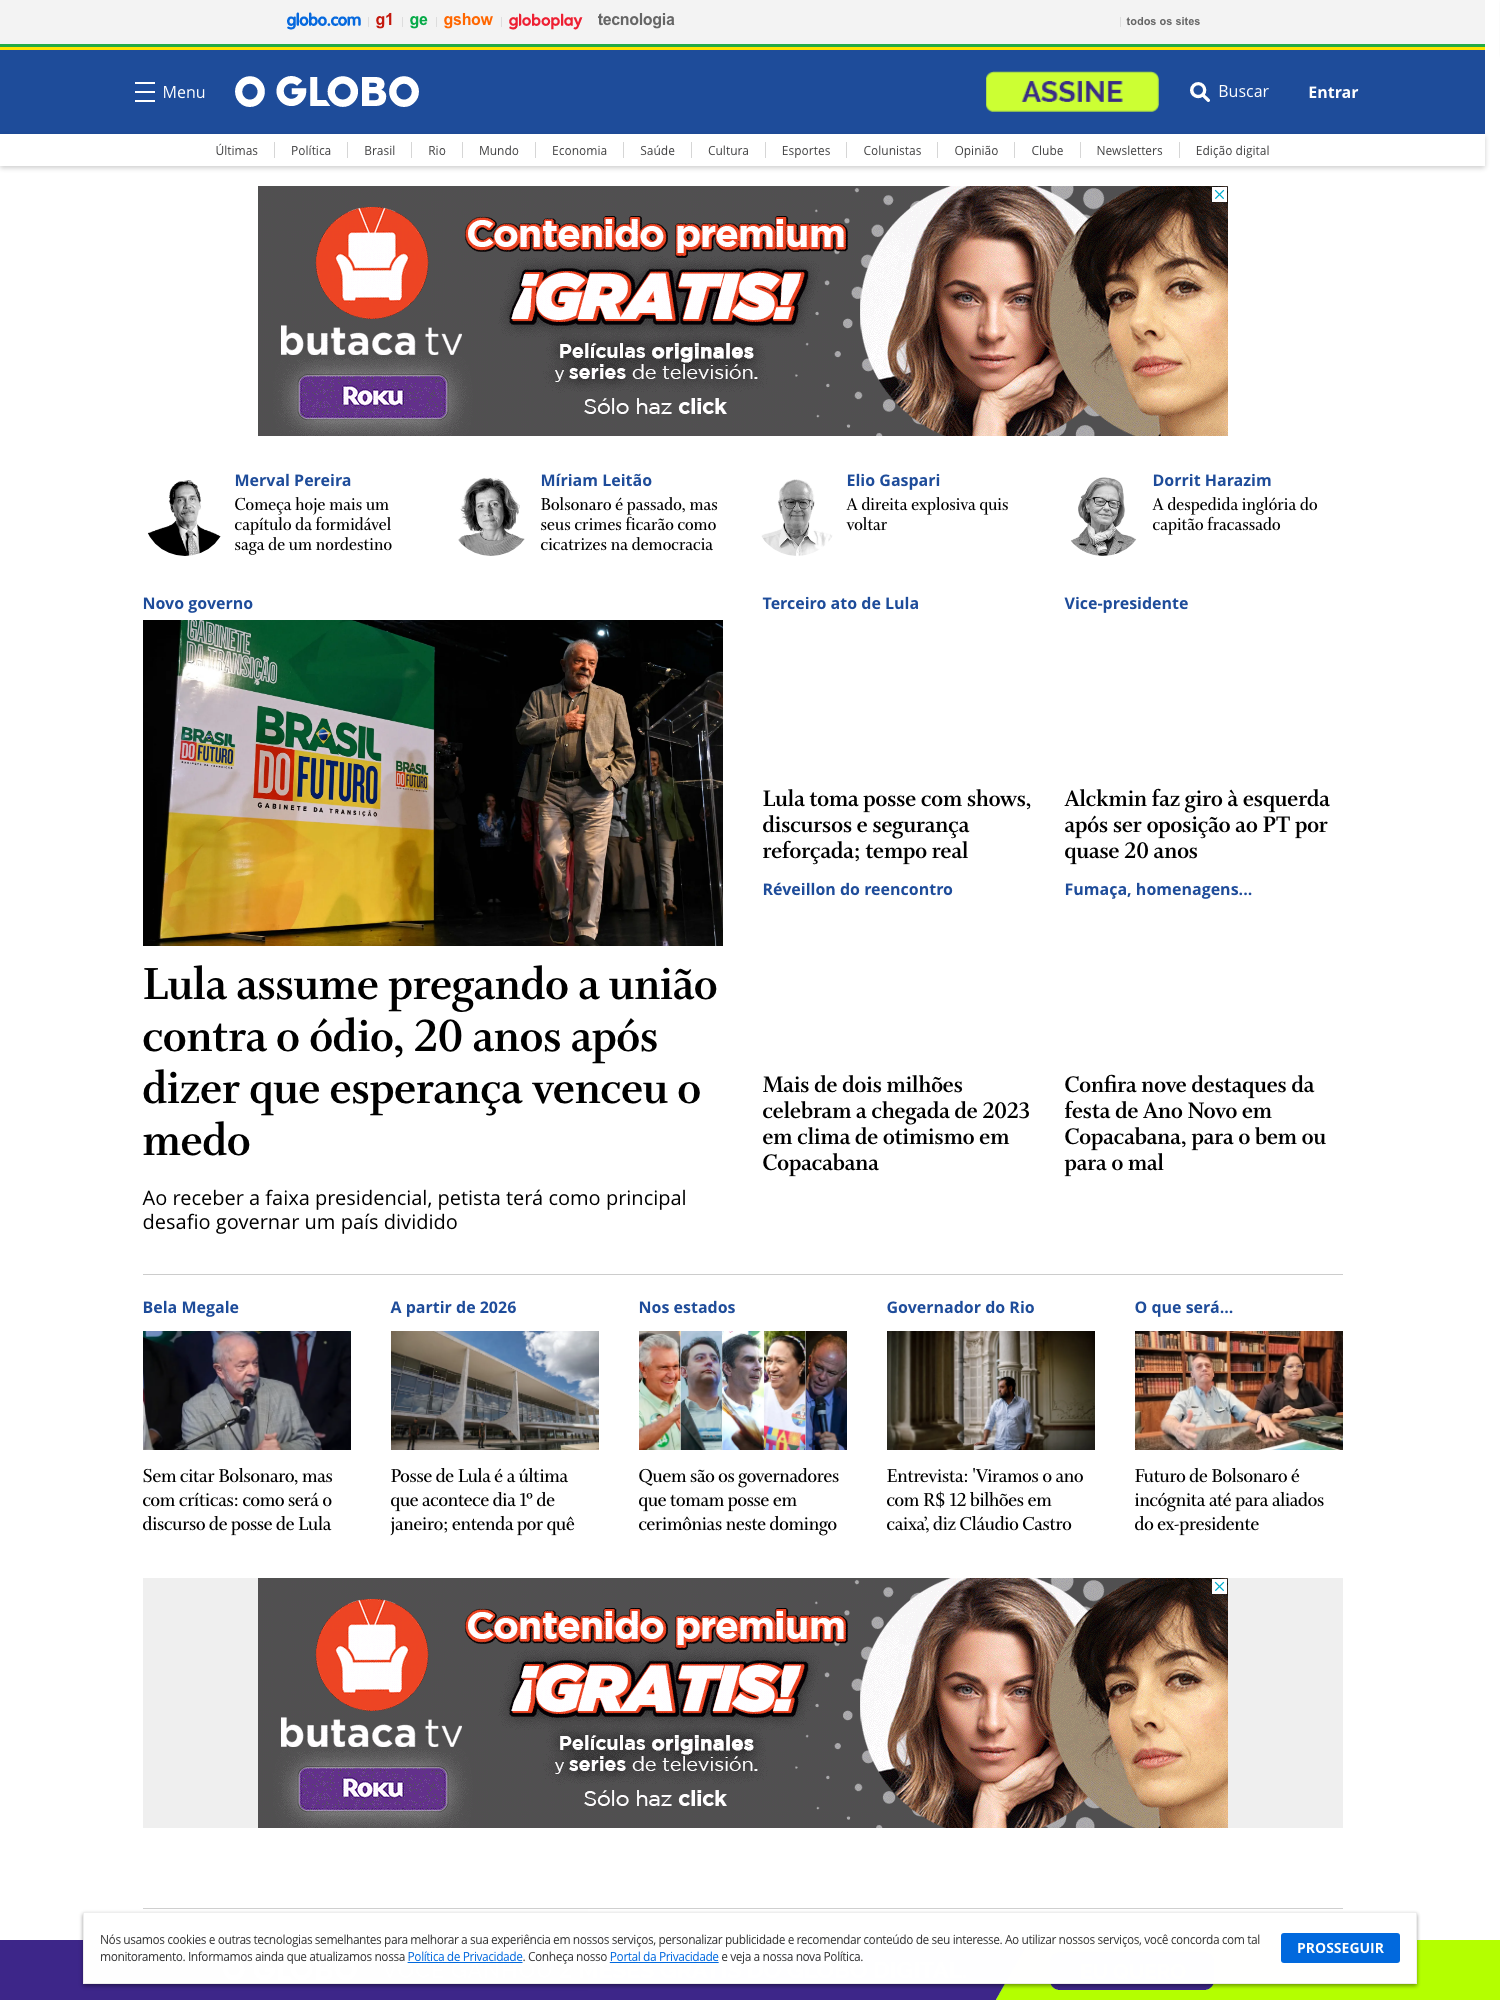 globo.com g1 ge gshow globoplay tecnologia todos os sites
Menu O GLOBO ASSINE Buscar Entrar
Últimas Política Brasil Rio Mundo Economia Saúde Cultura Esportes Colunistas Opinião Clube Newsletters Edição digital
Contenido premium
¡GRATIS!
butaca tv
Roku
Películas originales
y series de televisión.
Sólo haz click
Merval Pereira
Começa hoje mais um
capítulo da formidável
saga de um nordestino
Míriam Leitão
Bolsonaro é passado, mas
seus crimes ficarão como
cicatrizes na democracia
Elio Gaspari
A direita explosiva quis
voltar
Dorrit Harazim
A despedida inglória do
capitão fracassado
Novo governo
GABINETE
DA TRANSIÇÃO
BRASIL
DO FUTURO
BRASIL
DO FUTURO
GABINETE DA TRANSIÇÃO
BRASIL
DO FUTURO
Lula assume pregando a união
contra o ódio, 20 anos após
dizer que esperança venceu o
medo
Ao receber a faixa presidencial, petista terá como principal
desafio governar um país dividido
Terceiro ato de Lula
Lula toma posse com shows,
discursos e segurança
reforçada; tempo real
Vice-presidente
Alckmin faz giro à esquerda
após ser oposição ao PT por
quase 20 anos
Réveillon do reencontro
Mais de dois milhões
celebram a chegada de 2023
em clima de otimismo em
Copacabana
Fumaça, homenagens...
Confira nove destaques da
festa de Ano Novo em
Copacabana, para o bem ou
para o mal
Bela Megale
Sem citar Bolsonaro, mas
com críticas: como será o
discurso de posse de Lula
A partir de 2026
Posse de Lula é a última
que acontece dia 1º de
janeiro; entenda por quê
Nos estados
Quem são os governadores
que tomam posse em
cerimônias neste domingo
Governador do Rio
Entrevista: 'Viramos o ano
com R$ 12 bilhões em
caixa', diz Cláudio Castro
O que será...
Futuro de Bolsonaro é
incógnita até para aliados
do ex-presidente
Contenido premium
¡GRATIS!
butaca tv
Roku
Películas originales
y series de televisión.
Sólo haz click
Nós usamos cookies e outras tecnologias semelhantes para melhorar a sua experiência em nossos serviços, personalizar publicidade e recomendar conteúdo de seu interesse. Ao utilizar nossos serviços, você concorda com tal
monitoramento. Informamos ainda que atualizamos nossa Política de Privacidade. Conheça nosso Portal da Privacidade e veja a nossa nova Política.
PROSSEGUIR